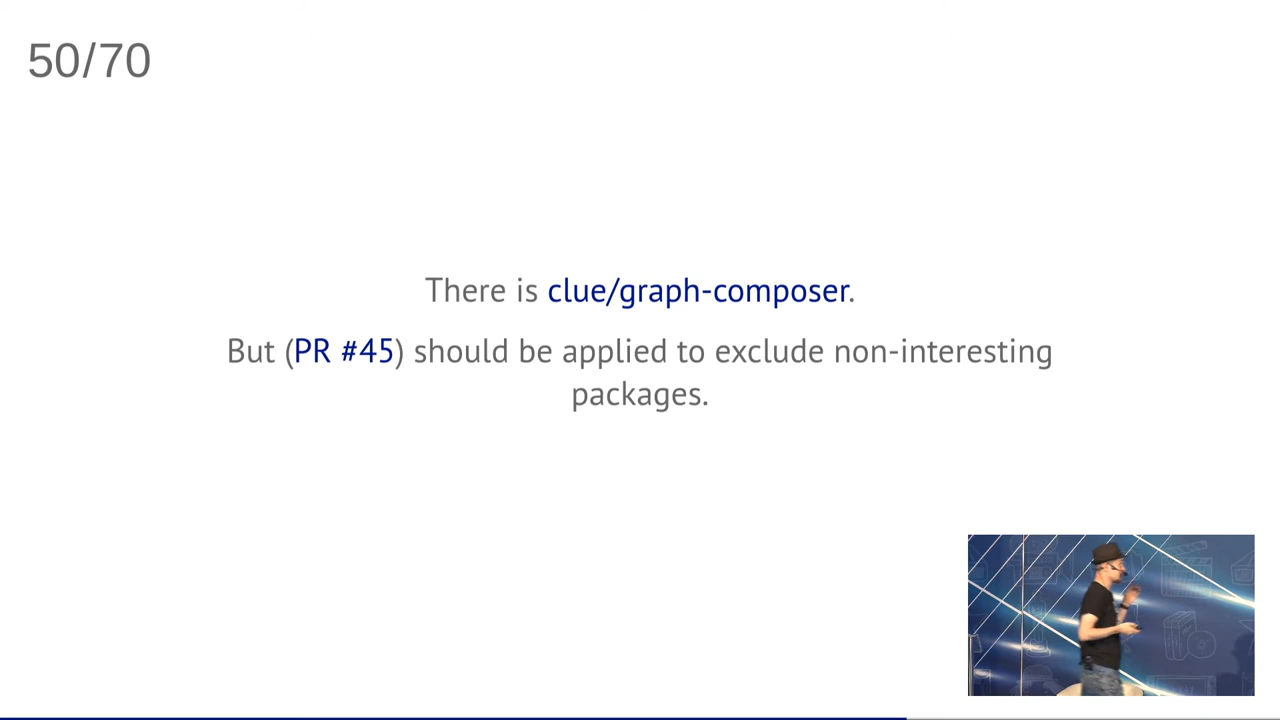 50/70
There is clue/graph-composer.
But (PR #45) should be applied to exclude non-interesting
packages.